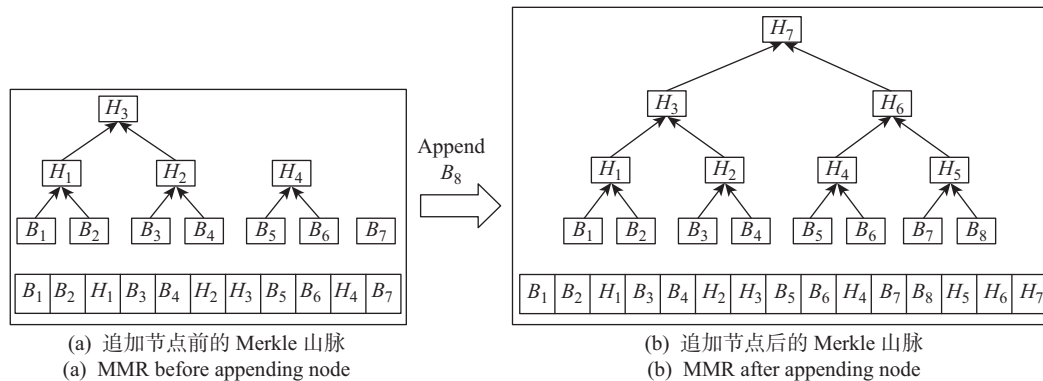 H₇
H₃
H₃ H₆
Append
B₈
H₁ H₂ H₄
H₁ H₂ H₄ H₅
B₁ B₂ B₃ B₄ B₅ B₆ B₇
B₁ B₂ B₃ B₄ B₅ B₆ B₇ B₈
B₁ B₂ H₁ B₃ B₄ H₂ H₃ B₅ B₆ H₄ B₇
B₁ B₂ H₁ B₃ B₄ H₂ H₃ B₅ B₆ H₄ B₇ B₈ H₅ H₆ H₇
(a) 追加节点前的 Merkle 山脉
(a) MMR before appending node
(b) 追加节点后的 Merkle 山脉
(b) MMR after appending node